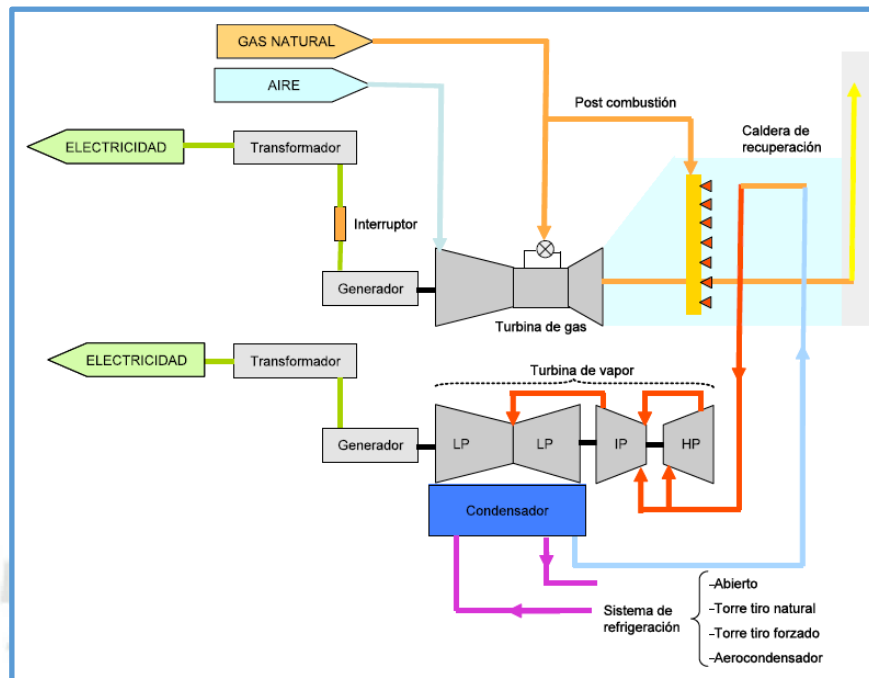 GAS NATURAL
AIRE
Post combustión
Caldera de
recuperación
ELECTRICIDAD
Transformador
Interruptor
Generador
Turbina de gas
ELECTRICIDAD
Transformador
Turbina de vapor
Generador
LP
LP
IP
HP
Condensador
Sistema de
refrigeración
-Abierto
-Torre tiro natural
-Torre tiro forzado
-Aerocondensador